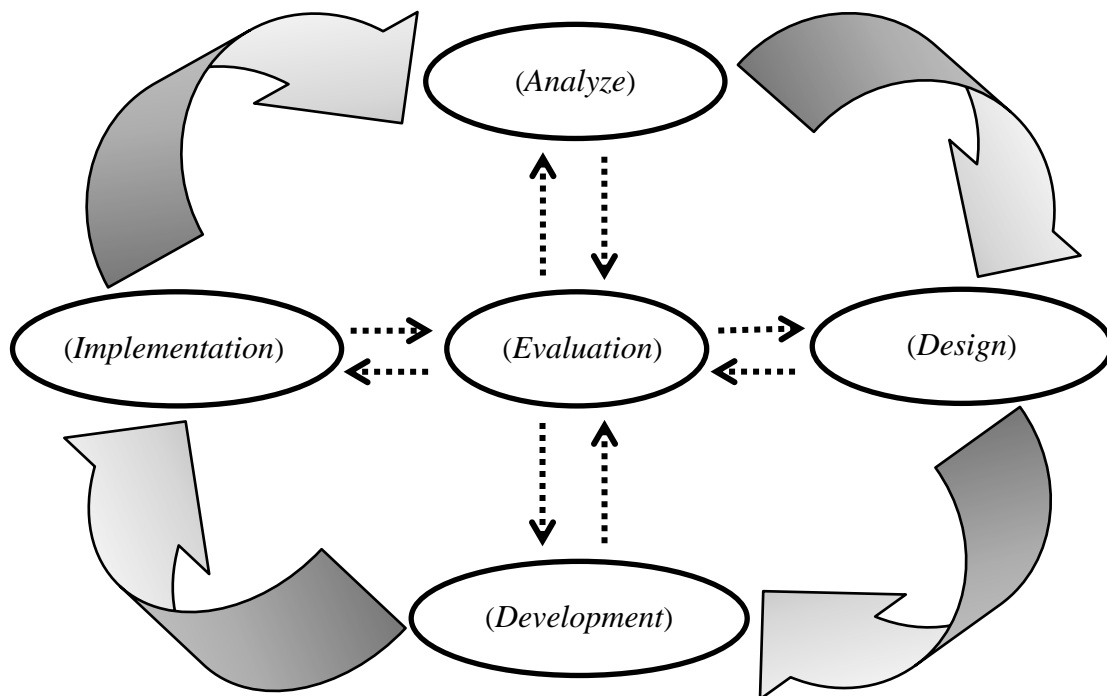 (Analyze)
(Implementation)
(Evaluation)
(Design)
(Development)